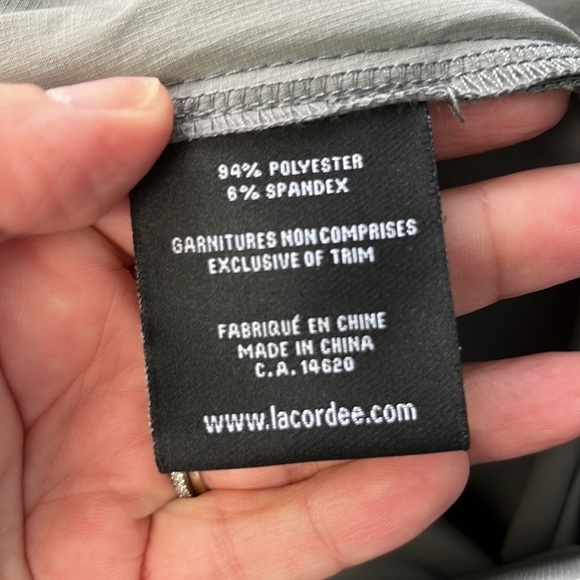 94% POLYESTER
6% SPANDEX
GARNITURES NON COMPRISES
EXCLUSIVE OF TRIM
FABRIQUÉ EN CHINE
MADE IN CHINA
C.A. 14620
www.lacordee.com